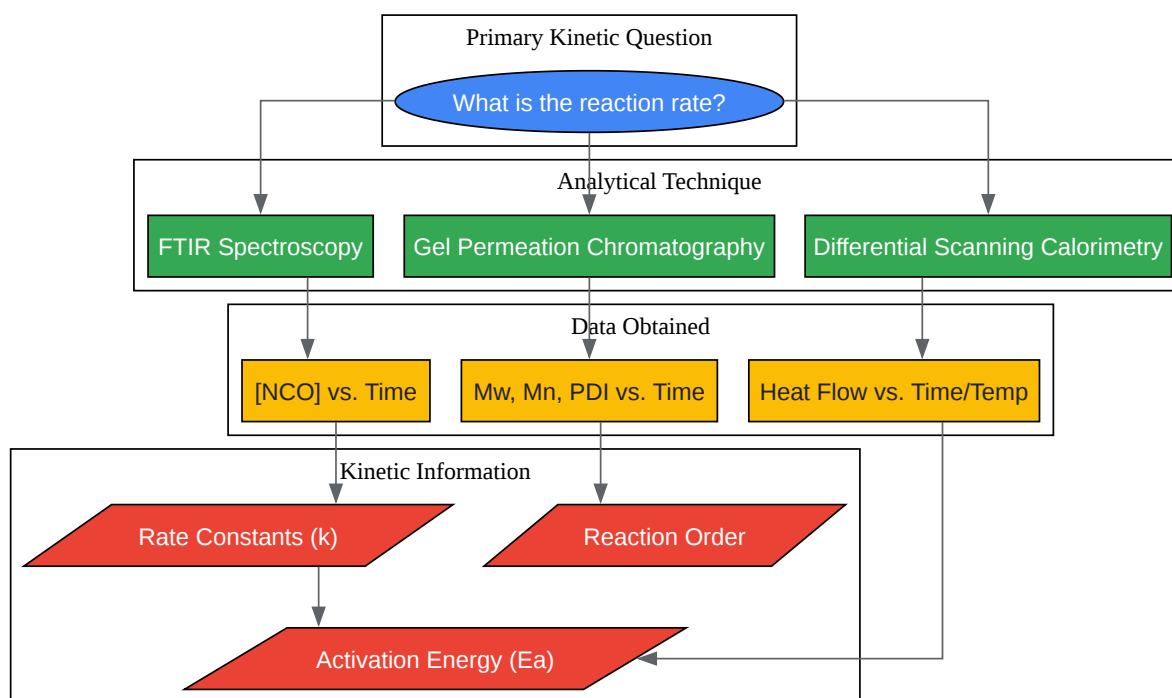 Primary Kinetic Question
What is the reaction rate?
Analytical Technique
FTIR Spectroscopy
Gel Permeation Chromatography
Differential Scanning Calorimetry
Data Obtained
[NCO] vs. Time
Mw, Mn, PDI vs. Time
Heat Flow vs. Time/Temp
Kinetic Information
Rate Constants (k)
Reaction Order
Activation Energy (Ea)